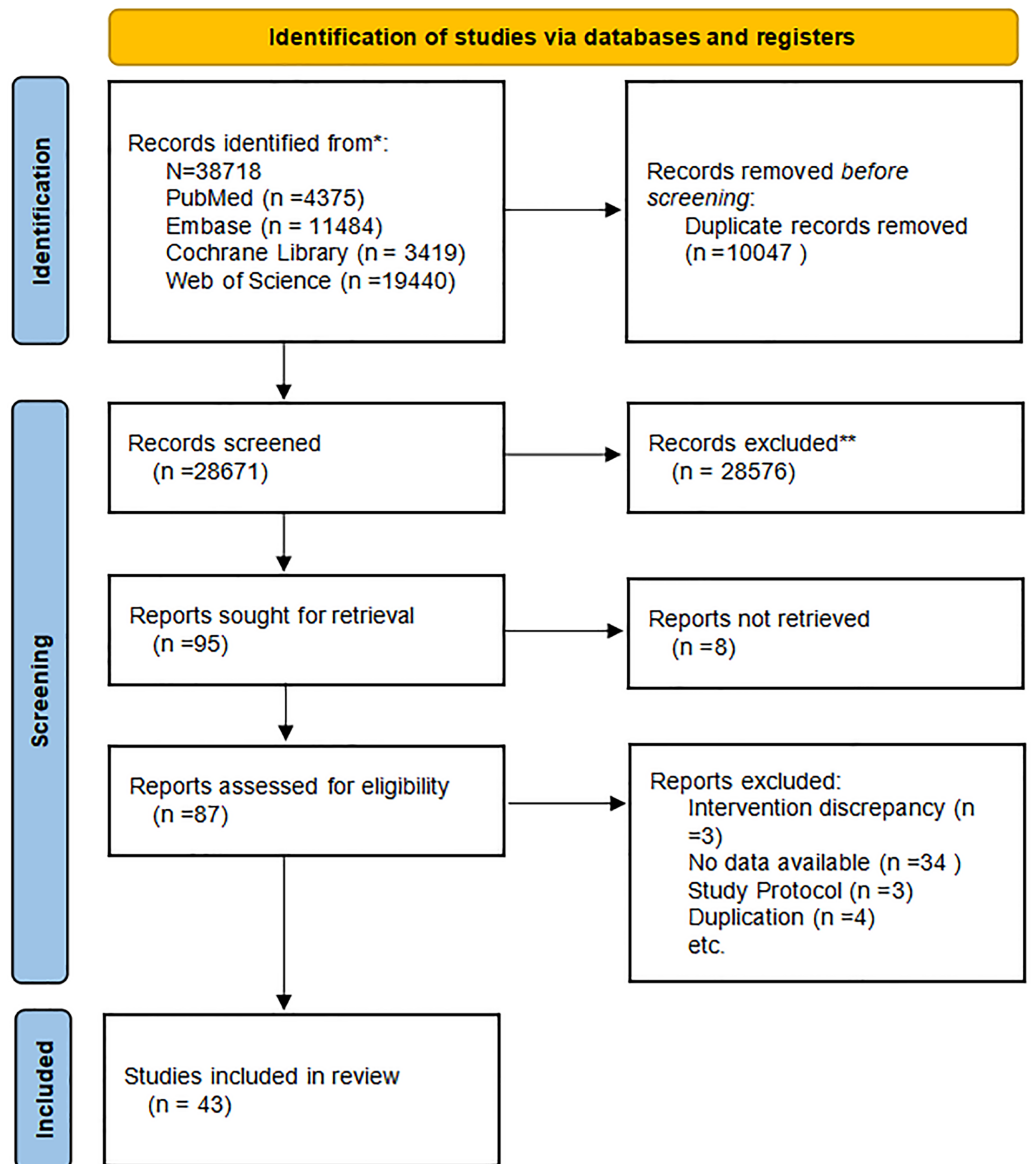 Identification of studies via databases and registers
Identification
Records identified from*:
N=38718
PubMed (n =4375)
Embase (n = 11484)
Cochrane Library (n = 3419)
Web of Science (n =19440)
Records removed before
screening:
Duplicate records removed
(n =10047 )
Screening
Records screened
(n =28671)
Records excluded**
(n = 28576)
Reports sought for retrieval
(n =95)
Reports not retrieved
(n =8)
Reports assessed for eligibility
(n =87)
Reports excluded:
Intervention discrepancy (n
=3)
No data available (n =34 )
Study Protocol (n =3)
Duplication (n =4)
etc.
Included
Studies included in review
(n = 43)